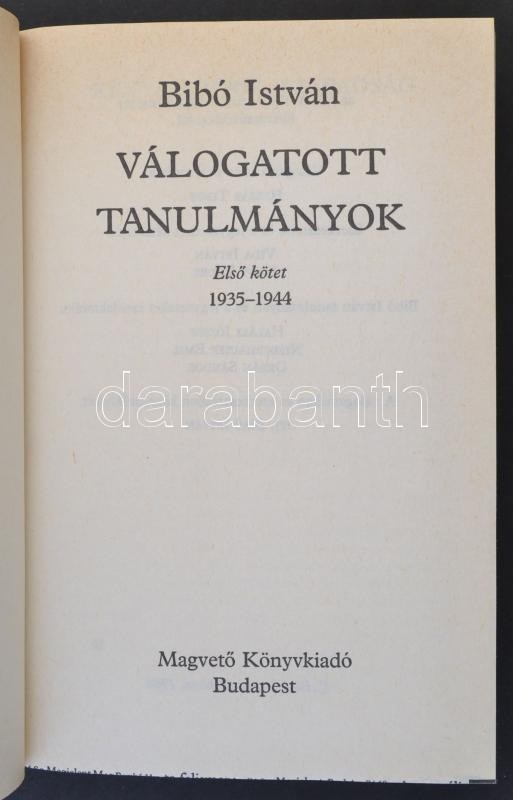 Bibó István
VÁLOGATOTT
TANULMÁNYOK
Első kötet
1935–1944
darabanth
Magvető Könyvkiadó
Budapest